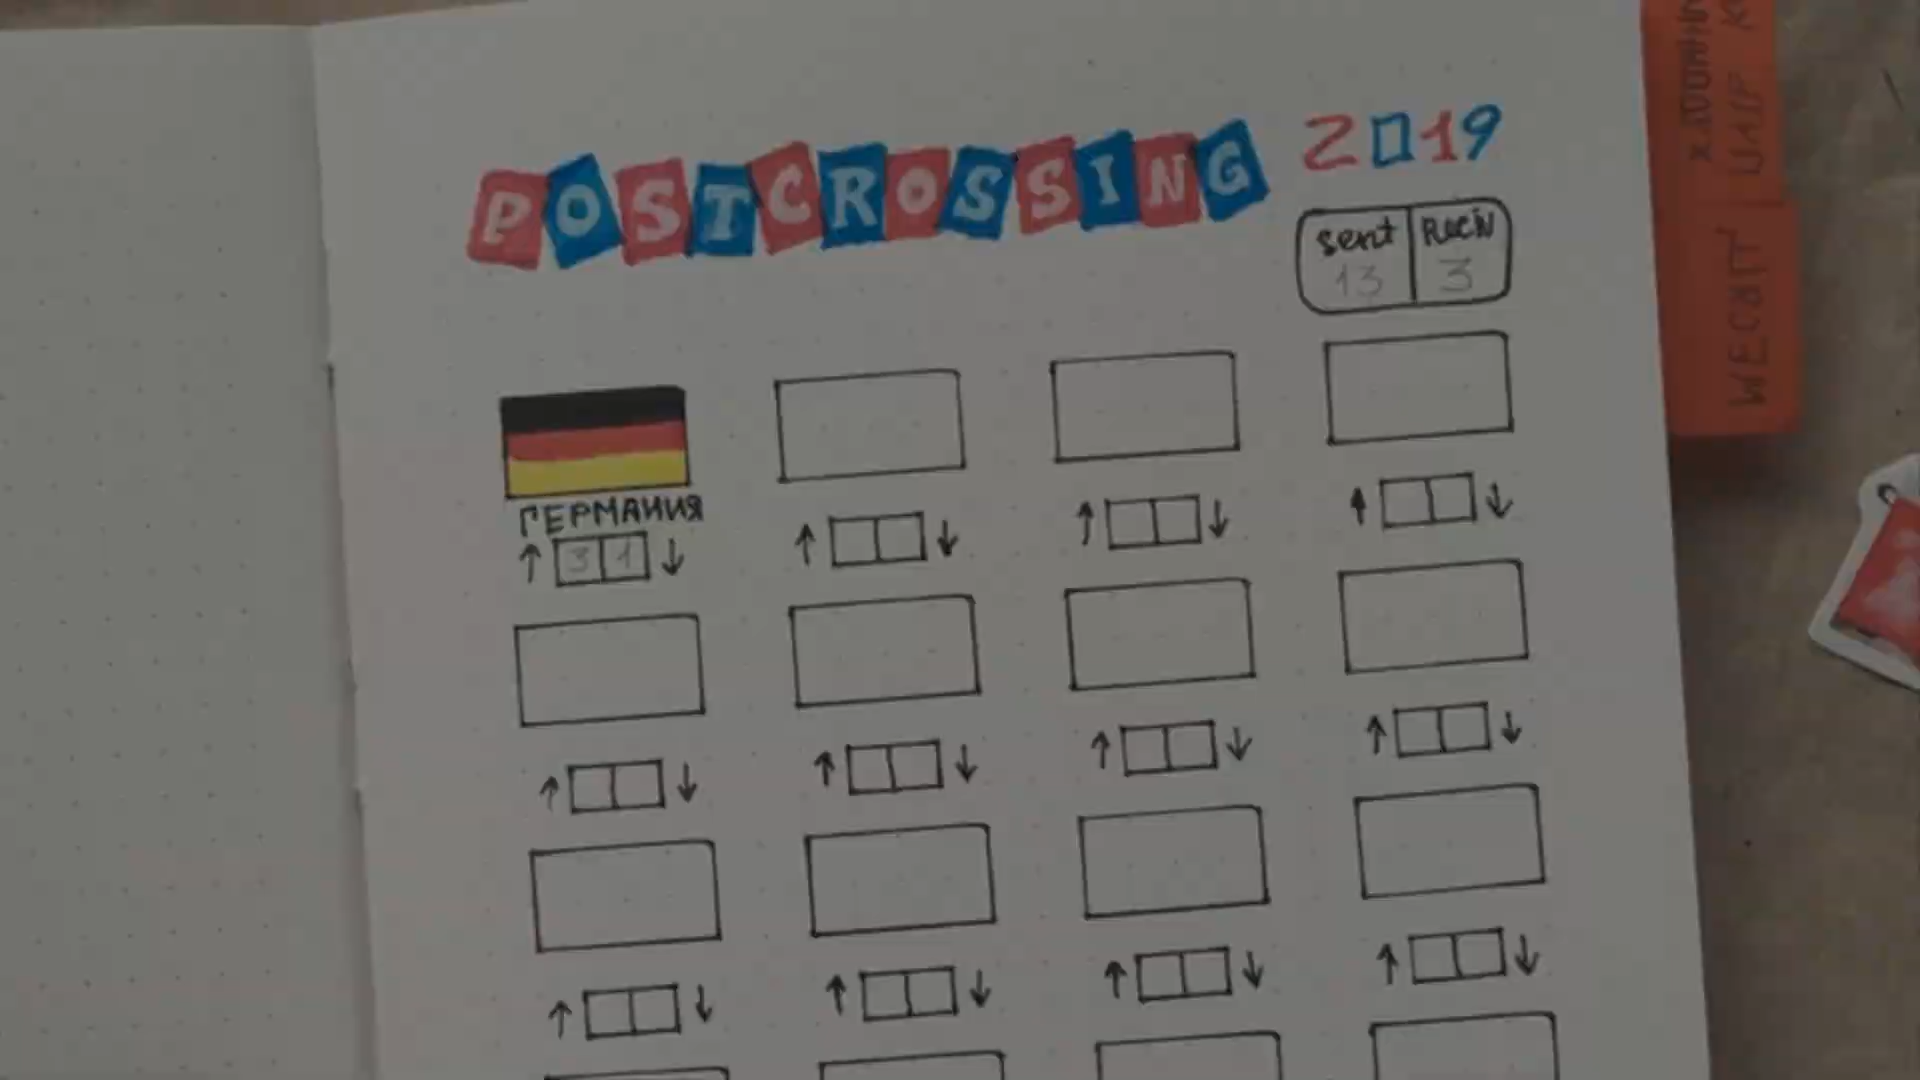 POSTCROSSING 2019
sent Reciv
13 3
ГЕРМАНИЯ
↑ 3 1 ↓